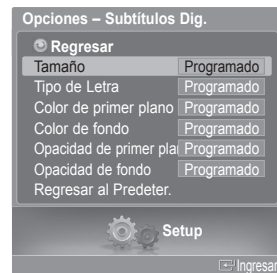 Opciones – Subtítulos Dig.
Regresar
Tamaño Programado
Tipo de Letra Programado
Color de primer plano Programado
Color de fondo Programado
Opacidad de primer pla Programado
Opacidad de fondo Programado
Regresar al Predeter.
Setup
Ingresar